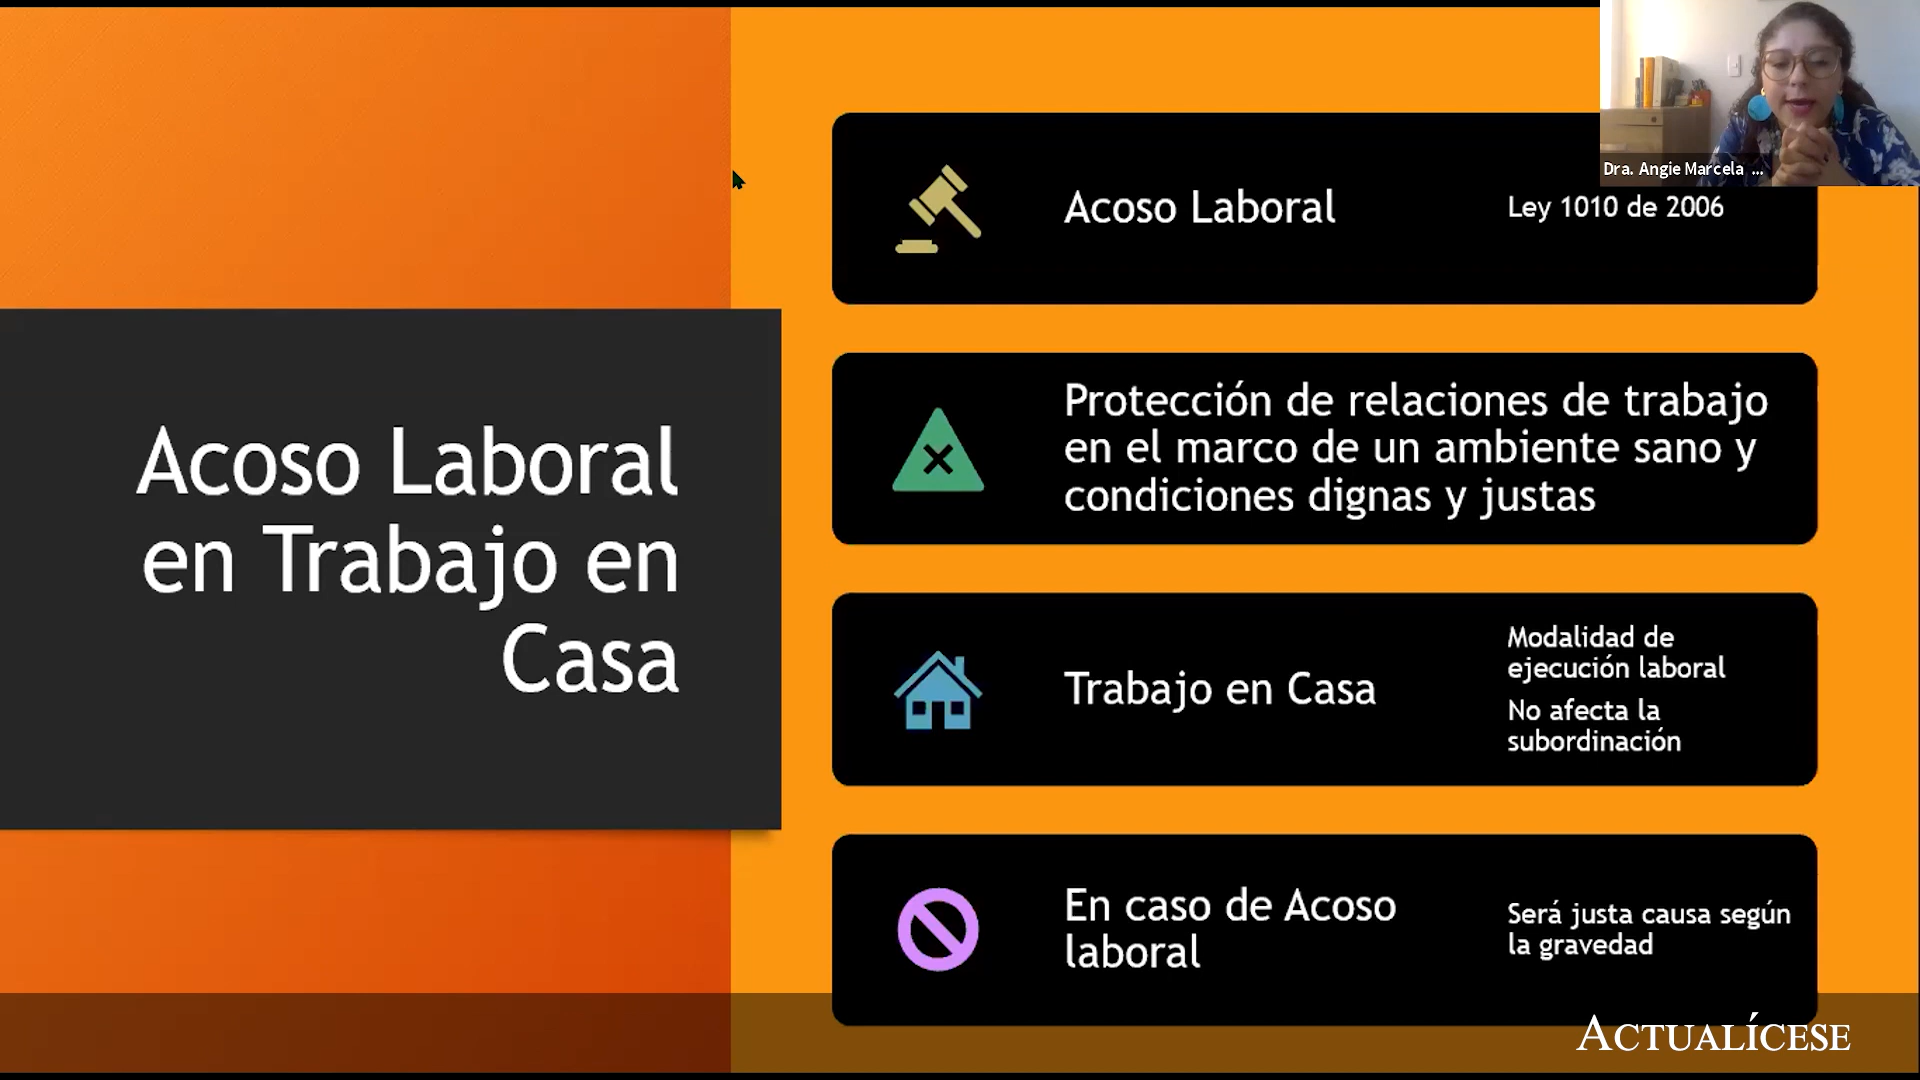 Acoso Laboral
en Trabajo en
Casa
Acoso Laboral
Ley 1010 de 2006
Protección de relaciones de trabajo
en el marco de un ambiente sano y
condiciones dignas y justas
Trabajo en Casa
Modalidad de
ejecución laboral
No afecta la
subordinación
En caso de Acoso
laboral
Será justa causa según
la gravedad
Dra. Angie Marcela ...
ACTUALÍCESE